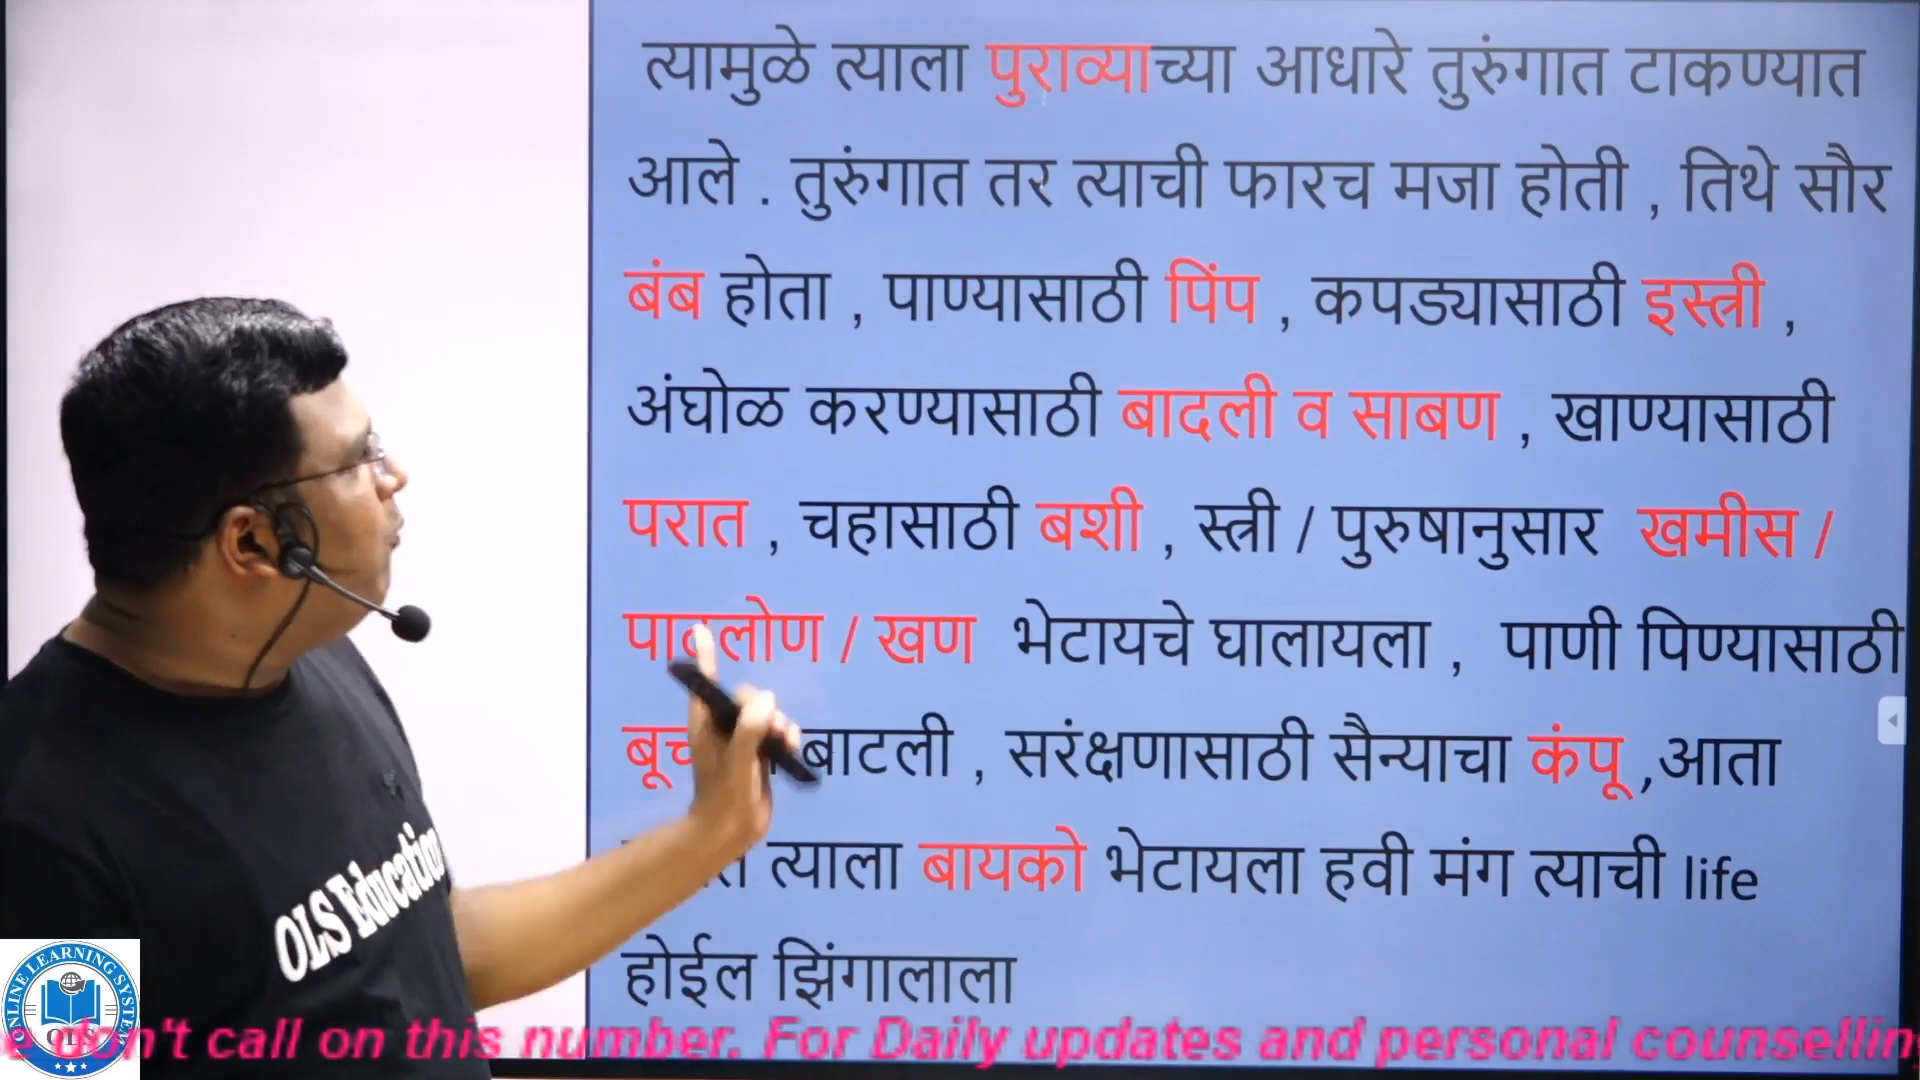 त्यामुळे त्याला पुराव्याच्या आधारे तुरुंगात टाकण्यात
आले . तुरुंगात तर त्याची फारच मजा होती , तिथे सौर
बंब होता , पाण्यासाठी पिंप , कपड्यासाठी इस्त्री ,
अंघोळ करण्यासाठी बादली व साबण , खाण्यासाठी
परात , चहासाठी बशी , स्त्री / पुरुषानुसार खमीस /
/ खण भेटायचे घालायला , पाणी पिण्यासाठी
बाटली , सरंक्षणासाठी सैन्याचा कंपू ,आता
त्याला बायको भेटायला हवी मंग त्याची life
होईल झिंगालाला
OLS Education
ONLINE LEARNING SYSTEM
OLS
don't call on this number. For Daily updates and personal